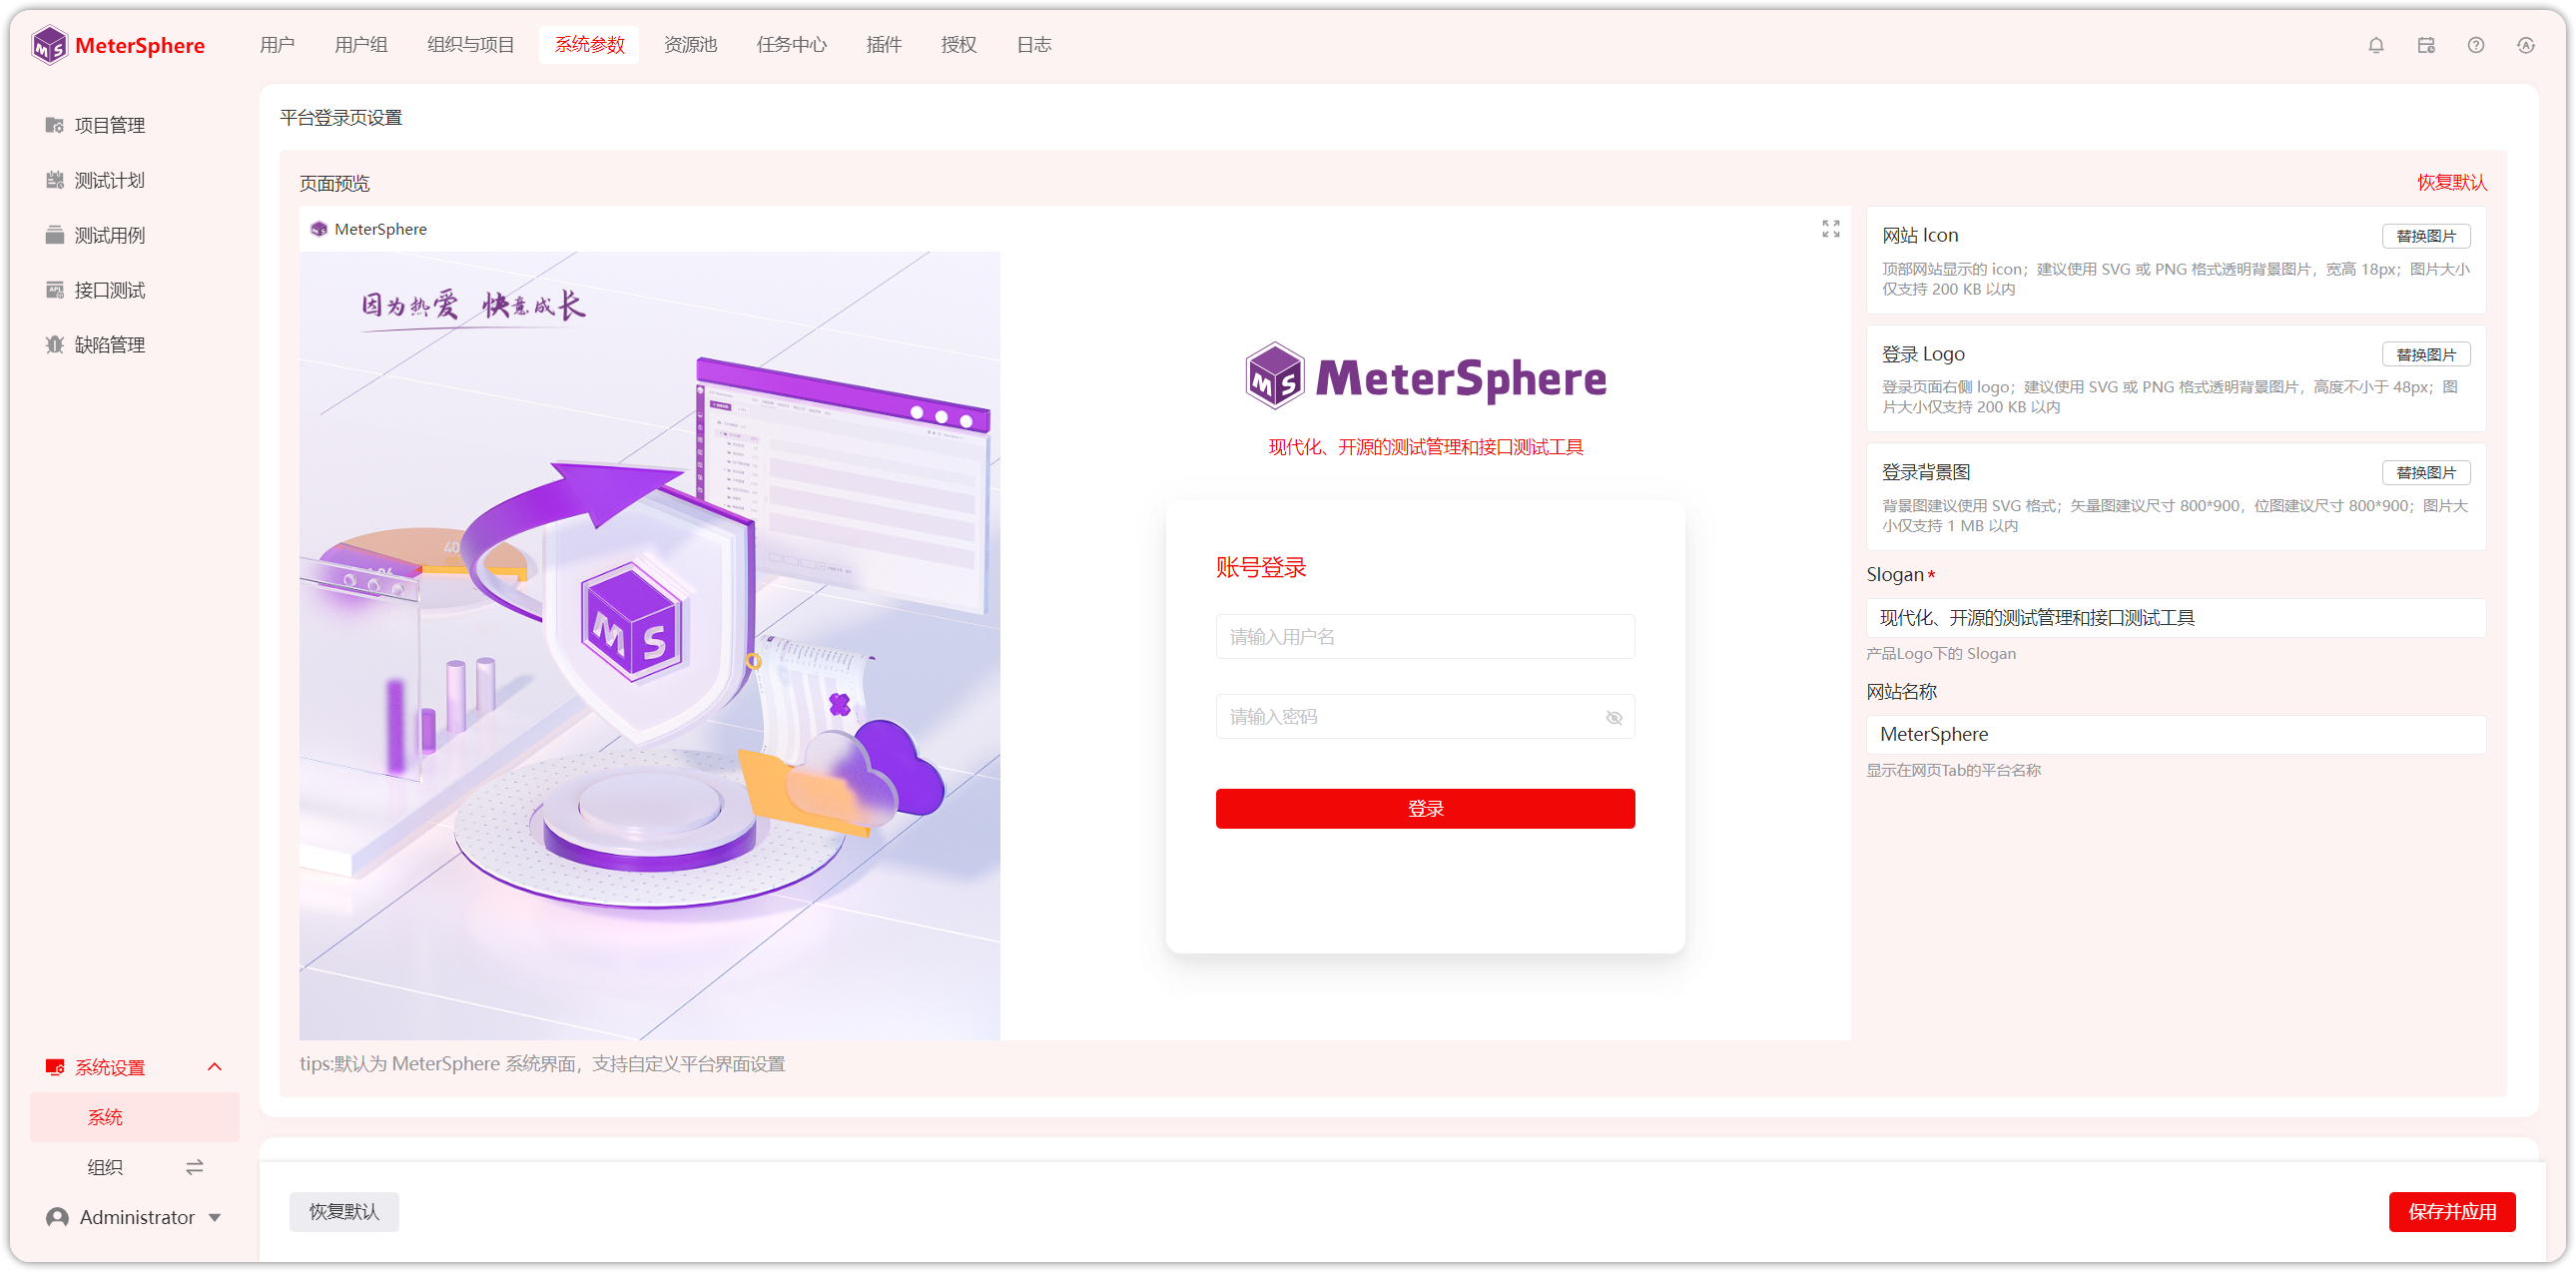 MeterSphere
用户
用户组
组织与项目
系统参数
资源池
任务中心
插件
授权
日志
项目管理
测试计划
测试用例
接口测试
缺陷管理
系统设置
系统
组织
Administrator
平台登录页设置
页面预览
恢复默认
MeterSphere
因为热爱 快意成长
40
MS
MeterSphere
现代化、开源的测试管理和接口测试工具
账号登录
请输入用户名
请输入密码
登录
tips:默认为 MeterSphere 系统界面，支持自定义平台界面设置
网站 Icon
替换图片
顶部网站显示的 icon；建议使用 SVG 或 PNG 格式透明背景图片，宽高 18px；图片大小
仅支持 200 KB 以内
登录 Logo
替换图片
登录页面右侧 logo；建议使用 SVG 或 PNG 格式透明背景图片，高度不小于 48px；图
片大小仅支持 200 KB 以内
登录背景图
替换图片
背景图建议使用 SVG 格式；矢量图建议尺寸 800*900，位图建议尺寸 800*900；图片大
小仅支持 1 MB 以内
Slogan*
现代化、开源的测试管理和接口测试工具
产品Logo下的 Slogan
网站名称
MeterSphere
显示在网页Tab的平台名称
恢复默认
保存并应用